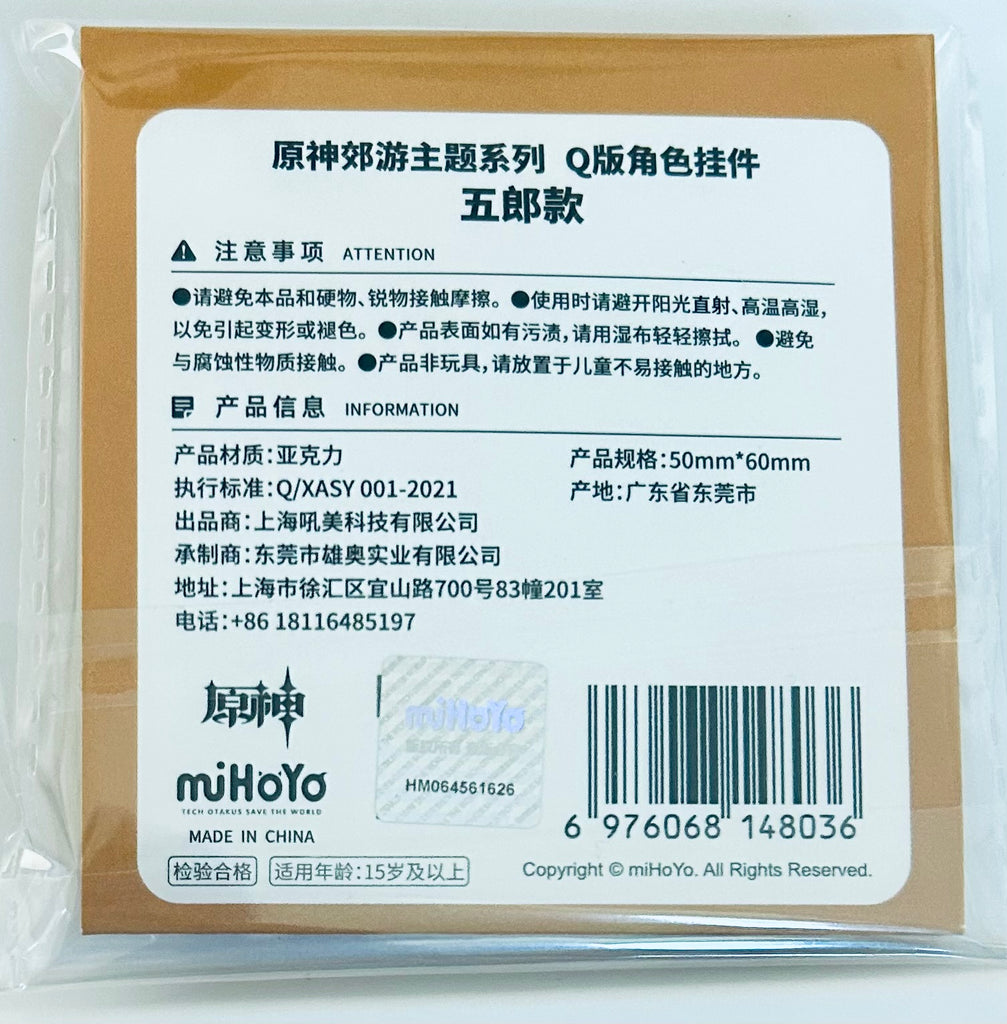 原神郊游主题系列 Q版角色挂件
五郎款
注意事项 ATTENTION
●请避免本品和硬物、锐物接触摩擦。●使用时请避开阳光直射、高温高湿，
以免引起变形或褪色。●产品表面如有污渍，请用湿布轻轻擦拭。●避免
与腐蚀性物质接触。●产品非玩具，请放置于儿童不易接触的地方。
产品信息 INFORMATION
产品材质：亚克力 产品规格：50mm*60mm
执行标准：Q/XASY 001-2021 产地：广东省东莞市
出品商：上海吼美科技有限公司
承制商：东莞市雄奥实业有限公司
地址：上海市徐汇区宜山路700号83幢201室
电话：+86 18116485197
原神
miHoYo
TECH OTAKUS SAVE THE WORLD
MADE IN CHINA
检验合格 适用年龄：15岁及以上
miHoYo
HM064561626
6 976068 148036
Copyright © miHoYo. All Rights Reserved.